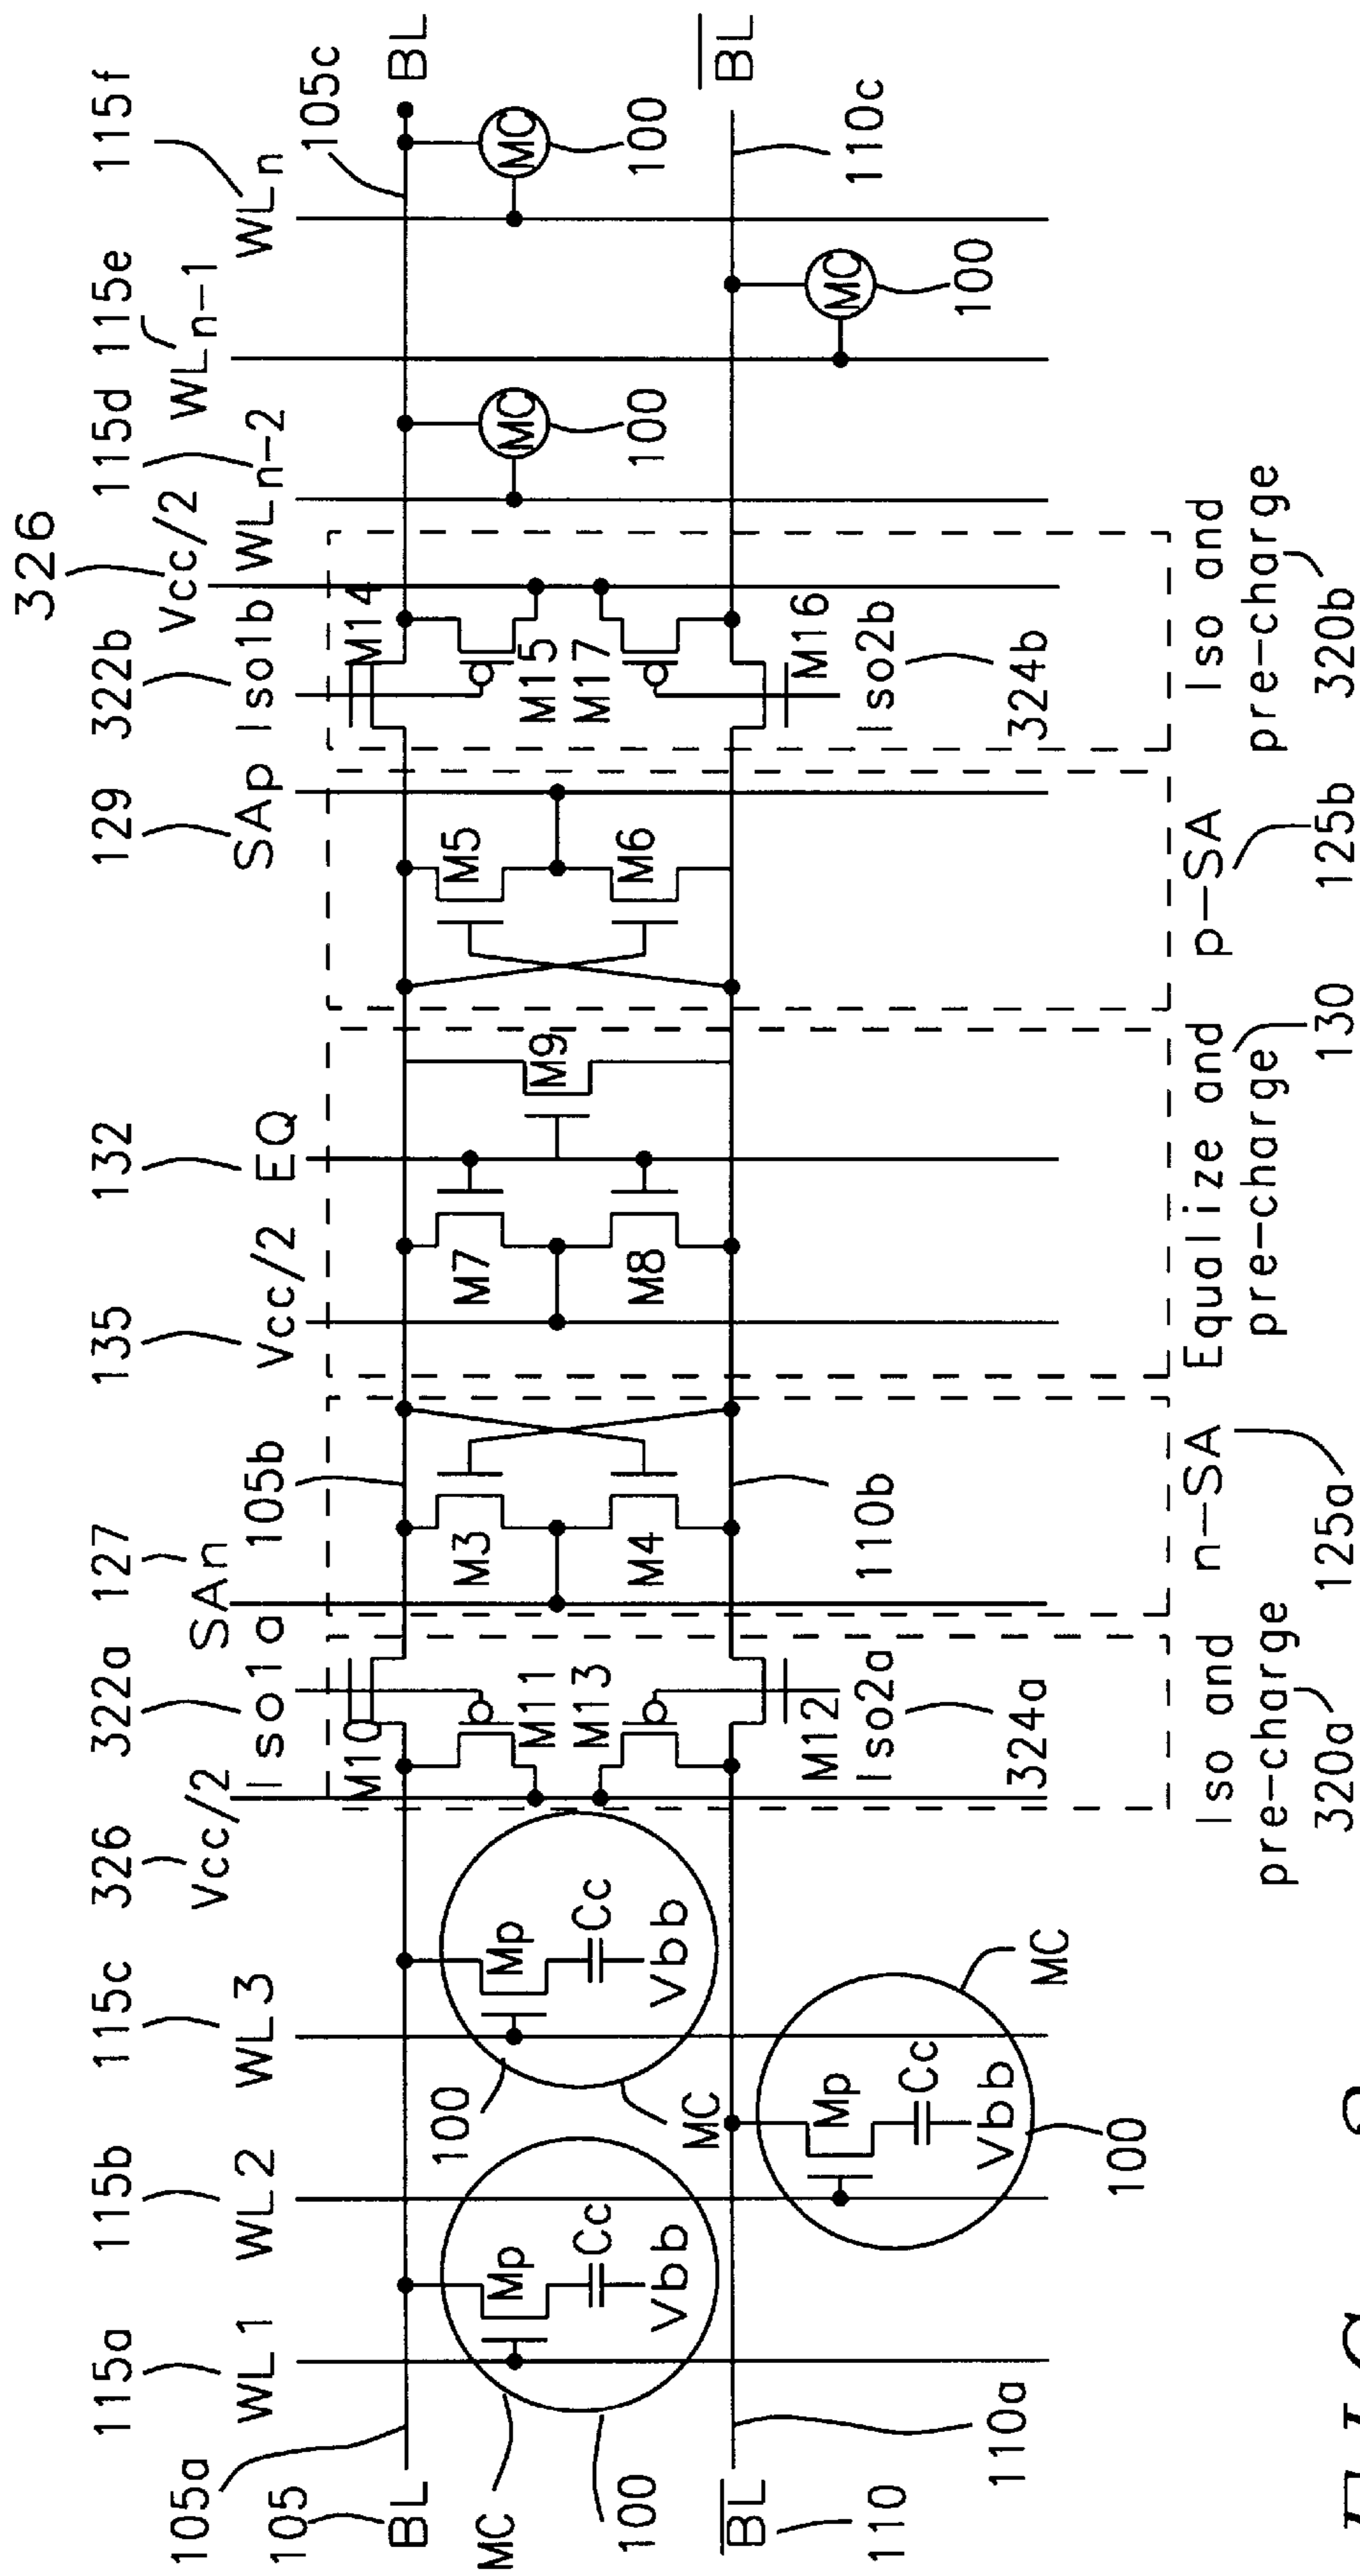 326
115a
115b
115c
326
322a
127
135
132
129
322b
115d
115e
115f
WL1
WL2
WL3
Vcc/2
Iso1a
SAn
105b
Vcc/2
EQ
SAp
Iso1b
Vcc/2
WLn-2
WLn-1
WLn
105c
105a
105
BL
M10
M14
BL
MC
100
Mp
Cc
Vbb
100
Mp
Cc
Vbb
MC
M11
M13
M3
M4
M7
M8
M9
M5
M6
M15
M17
MC
100
MC
100
BL
110
110a
Mp
Cc
Vbb
MC
100
M12
Iso2a
324a
110b
M16
Iso2b
324b
MC
100
110c
BL
Iso and
pre-charge
320a
n-SA
125a
Equalize and
pre-charge
130
p-SA
125b
Iso and
pre-charge
320b